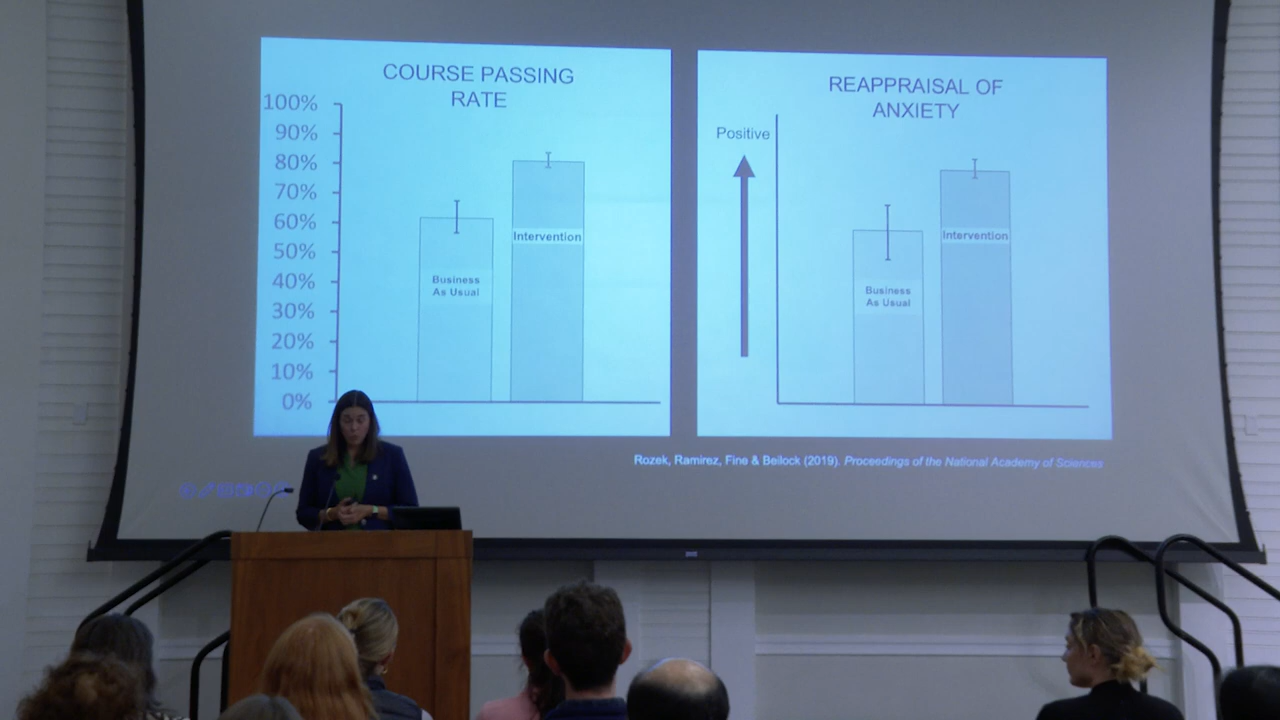 COURSE PASSING
RATE
100%
90%
80%
70%
60%
50%
40%
30%
20%
10%
0%
Business
As Usual
Intervention
REAPPRAISAL OF
ANXIETY
Positive
Business
As Usual
Intervention
Rozek, Ramirez, Fine & Beilock (2019). Proceedings of the National Academy of Sciences